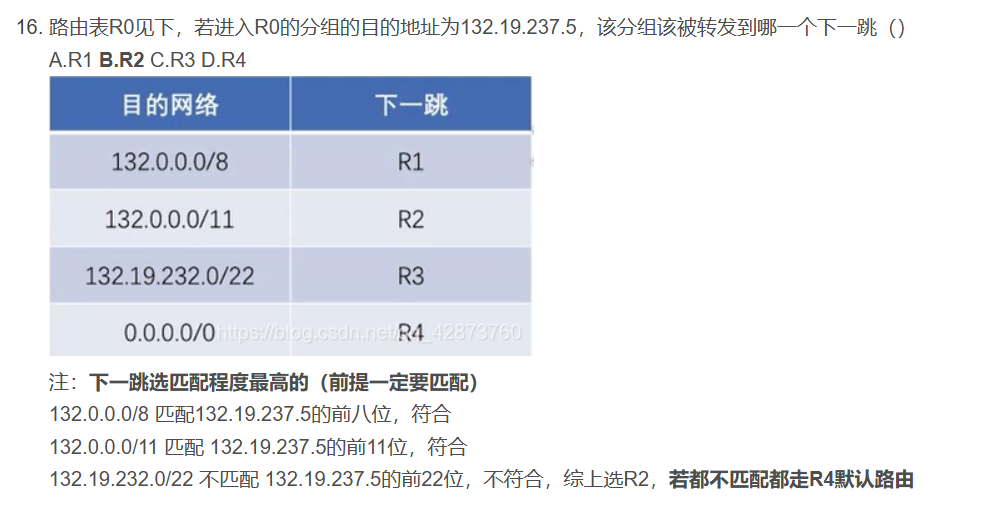 16. 路由表R0见下，若进入R0的分组的目的地址为132.19.237.5，该分组该被转发到哪一个下一跳（）
A.R1 B.R2 C.R3 D.R4
目的网络 下一跳
132.0.0.0/8 R1
132.0.0.0/11 R2
132.19.232.0/22 R3
0.0.0.0/0 R4
注：下一跳选匹配程度最高的（前提一定要匹配）
132.0.0.0/8 匹配132.19.237.5的前八位，符合
132.0.0.0/11 匹配 132.19.237.5的前11位，符合
132.19.232.0/22 不匹配 132.19.237.5的前22位，不符合，综上选R2，若都不匹配都走R4默认路由